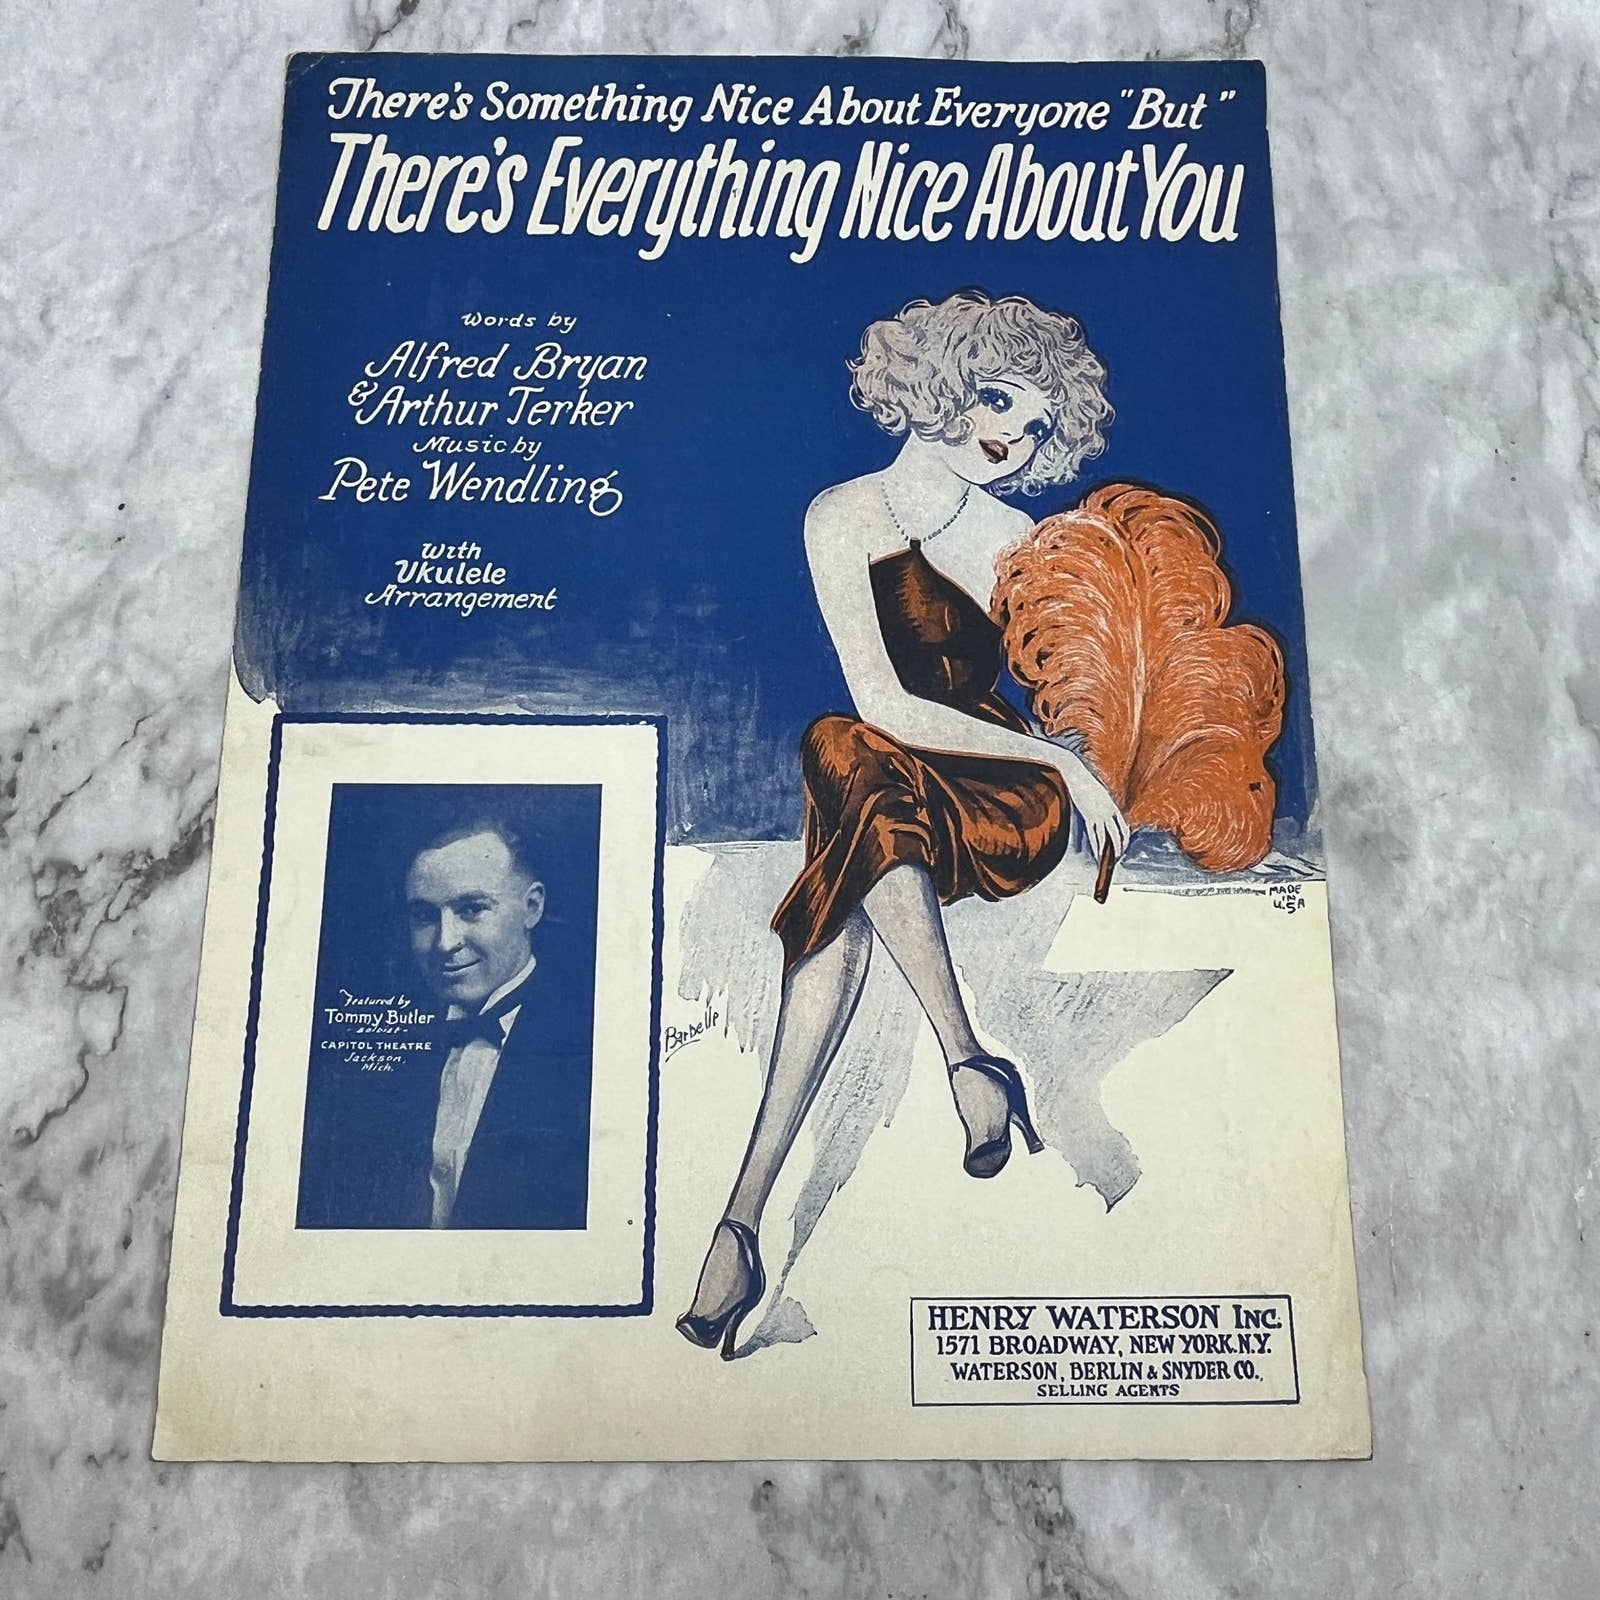 There's Something Nice About Everyone "But"
There's Everything Nice About You
Words by
Alfred Bryan
& Arthur Terker
Music by
Pete Wendling
With
Ukulele
Arrangement
Featured by
Tommy Butler
- Soloist -
CAPITOL THEATRE
Jackson,
Mich.
Barbelle
MADE
IN
U.S.A
HENRY WATERSON INC.
1571 BROADWAY, NEW YORK.N.Y.
WATERSON, BERLIN & SNYDER CO.,
SELLING AGENTS